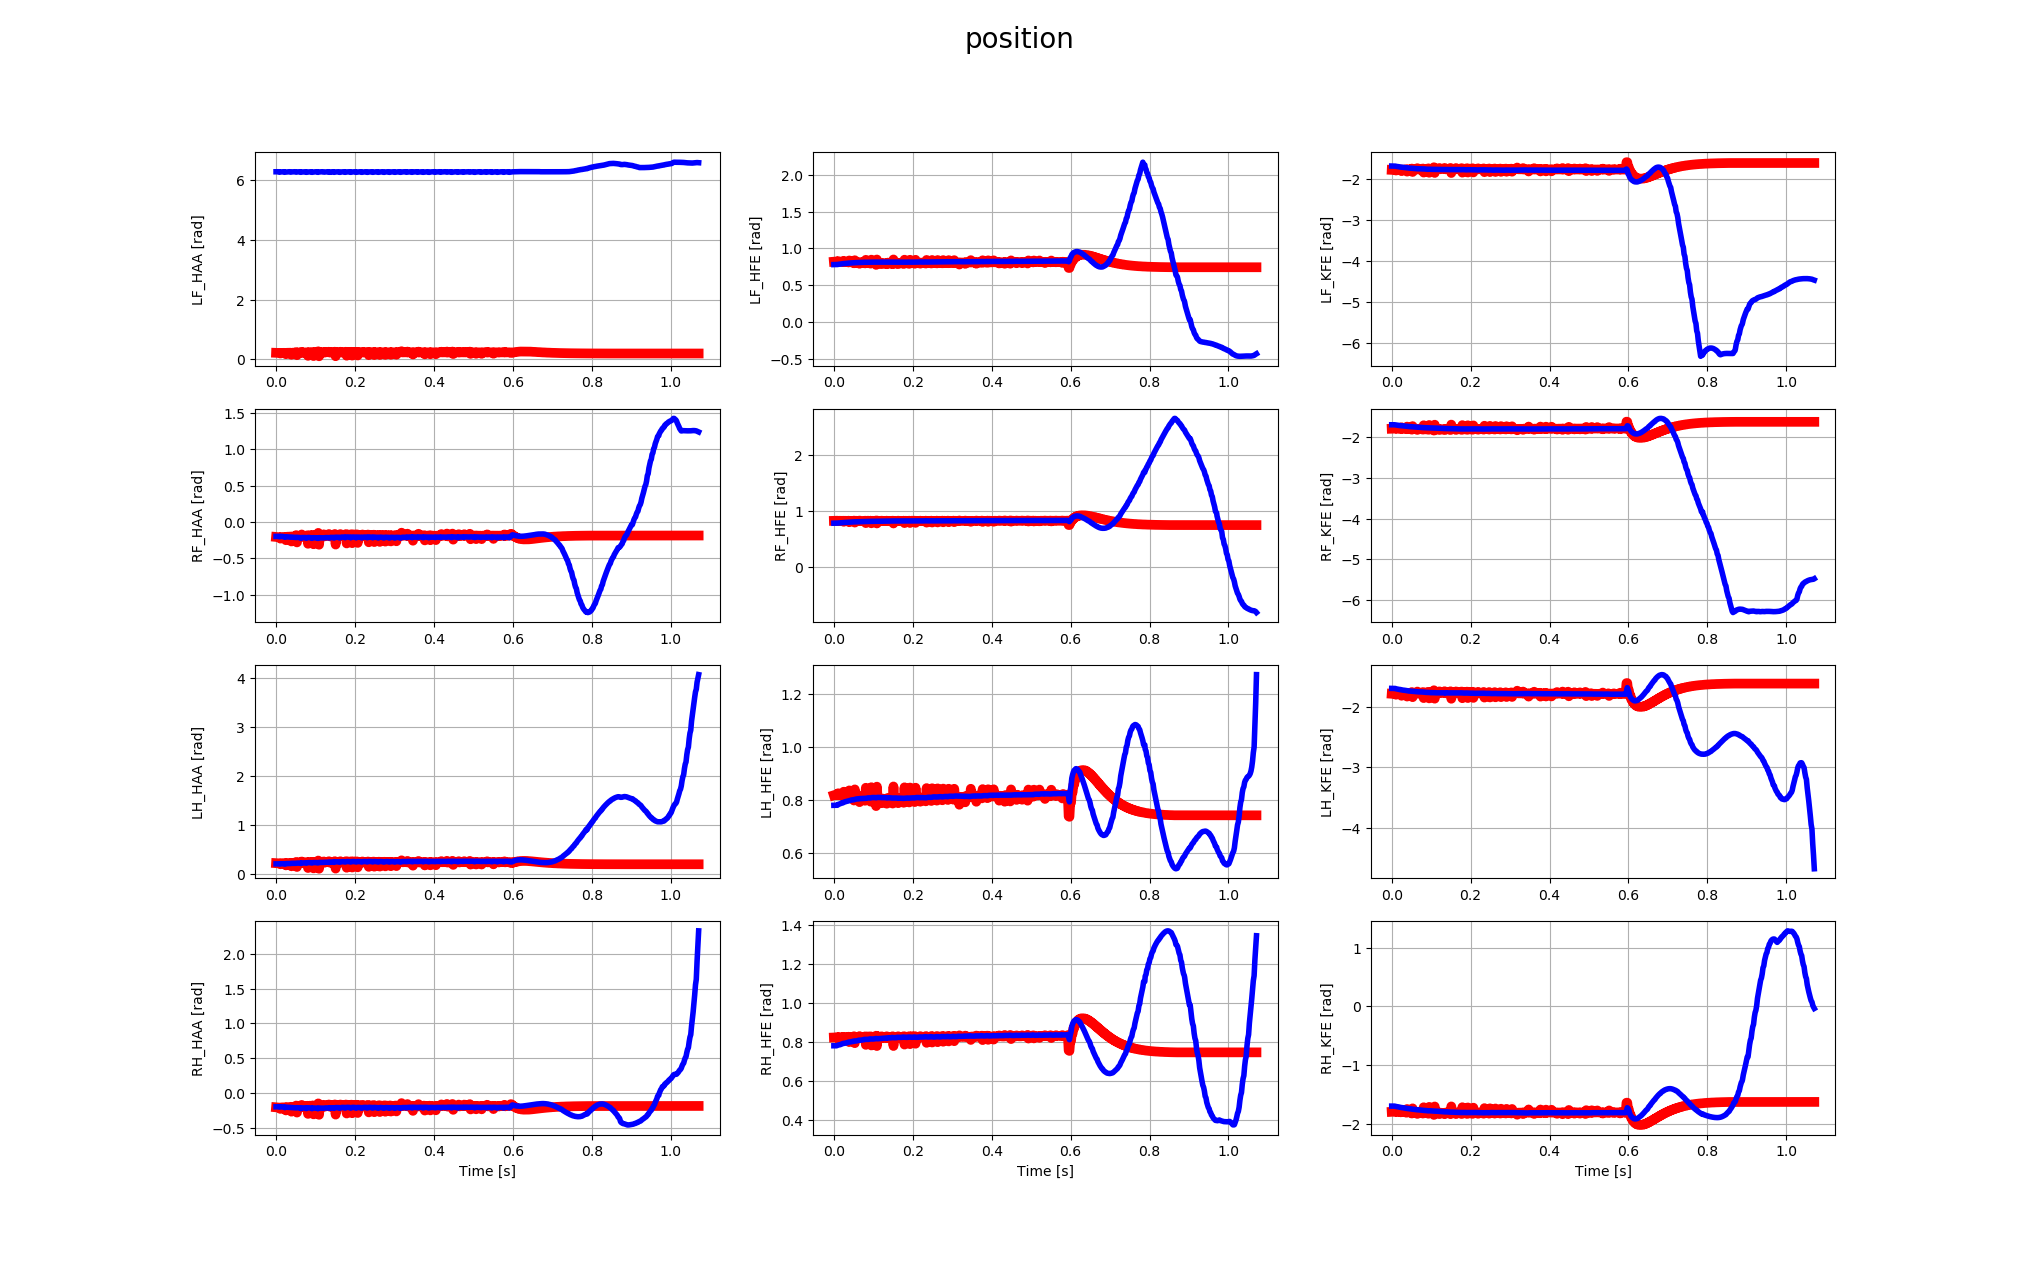 position
LF_HAA [rad]
6
4
2
0
0.0 0.2 0.4 0.6 0.8 1.0
LF_HFE [rad]
2.0
1.5
1.0
0.5
0.0
−0.5
0.0 0.2 0.4 0.6 0.8 1.0
LF_KFE [rad]
−2
−3
−4
−5
−6
0.0 0.2 0.4 0.6 0.8 1.0
RF_HAA [rad]
1.5
1.0
0.5
0.0
−0.5
−1.0
0.0 0.2 0.4 0.6 0.8 1.0
RF_HFE [rad]
2
1
0
0.0 0.2 0.4 0.6 0.8 1.0
RF_KFE [rad]
−2
−3
−4
−5
−6
0.0 0.2 0.4 0.6 0.8 1.0
LH_HAA [rad]
4
3
2
1
0
0.0 0.2 0.4 0.6 0.8 1.0
LH_HFE [rad]
1.2
1.0
0.8
0.6
0.0 0.2 0.4 0.6 0.8 1.0
LH_KFE [rad]
−2
−3
−4
0.0 0.2 0.4 0.6 0.8 1.0
RH_HAA [rad]
2.0
1.5
1.0
0.5
0.0
−0.5
0.0 0.2 0.4 0.6 0.8 1.0
Time [s]
RH_HFE [rad]
1.4
1.2
1.0
0.8
0.6
0.4
0.0 0.2 0.4 0.6 0.8 1.0
Time [s]
RH_KFE [rad]
1
0
−1
−2
0.0 0.2 0.4 0.6 0.8 1.0
Time [s]